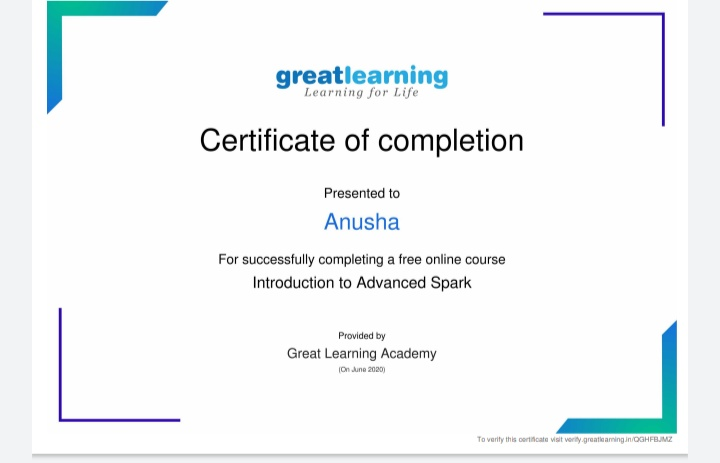 greatlearning
Learning for Life
Certificate of completion
Presented to
Anusha
For successfully completing a free online course
Introduction to Advanced Spark
Provided by
Great Learning Academy
(On June 2020)
To verify this certificate visit verify.greatlearning.in/QGHFBJMZ